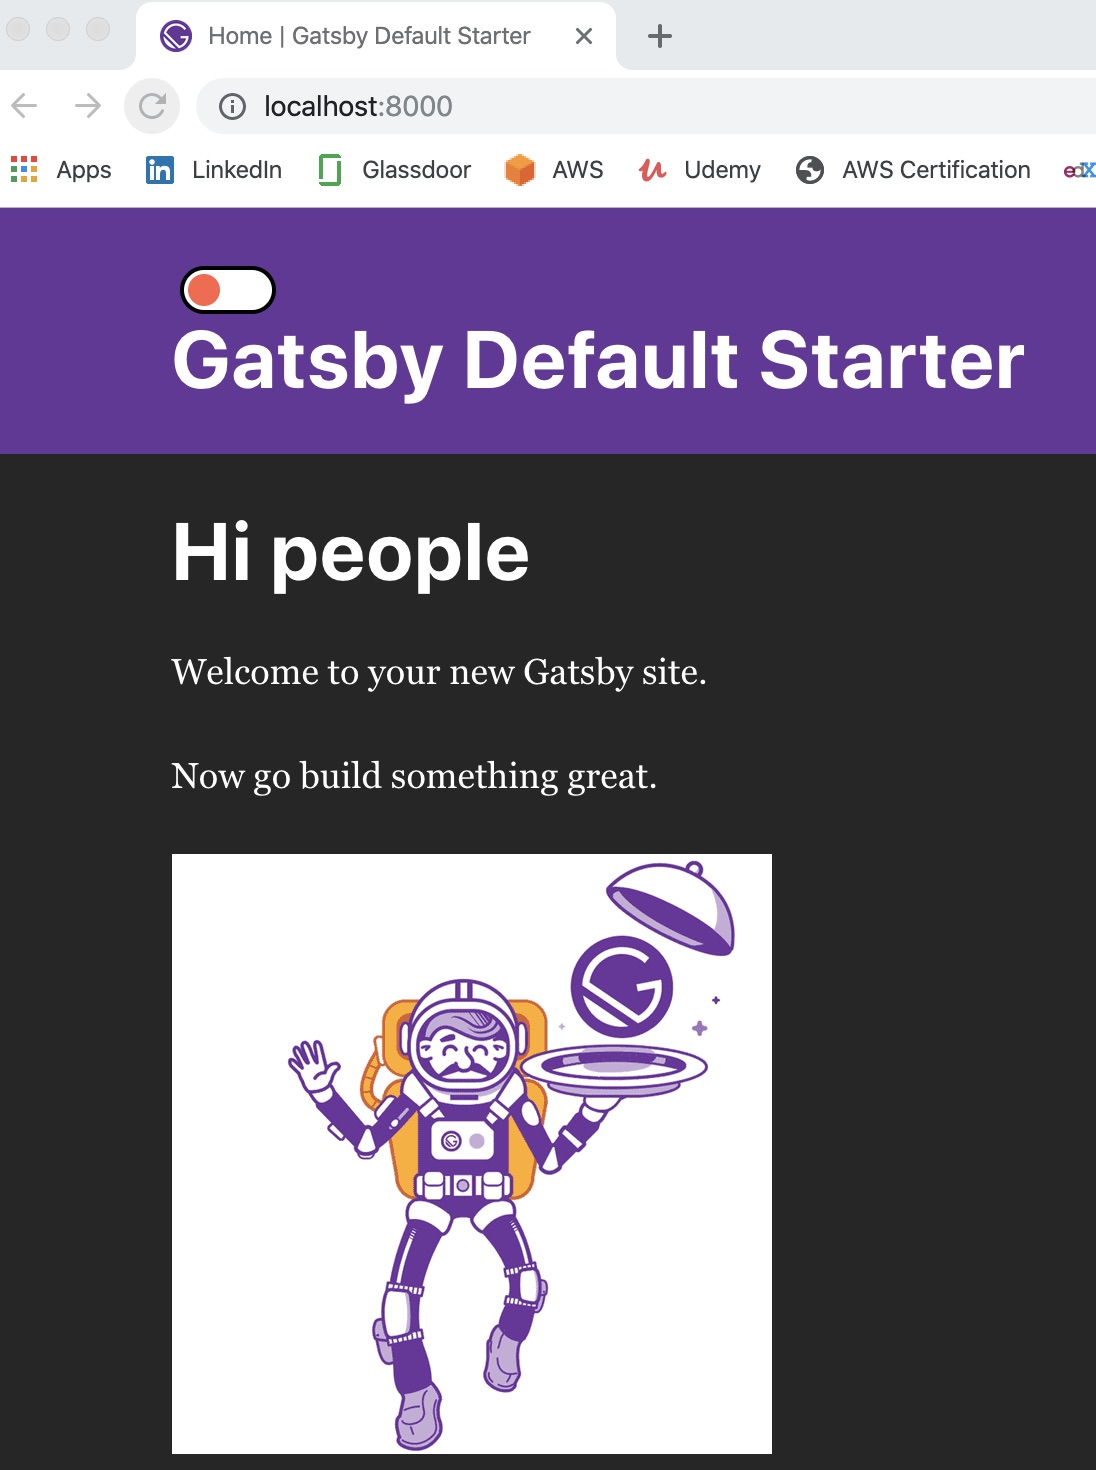 Home | Gatsby Default Starter
localhost:8000
Apps LinkedIn Glassdoor AWS Udemy AWS Certification edX
Gatsby Default Starter
Hi people
Welcome to your new Gatsby site.
Now go build something great.